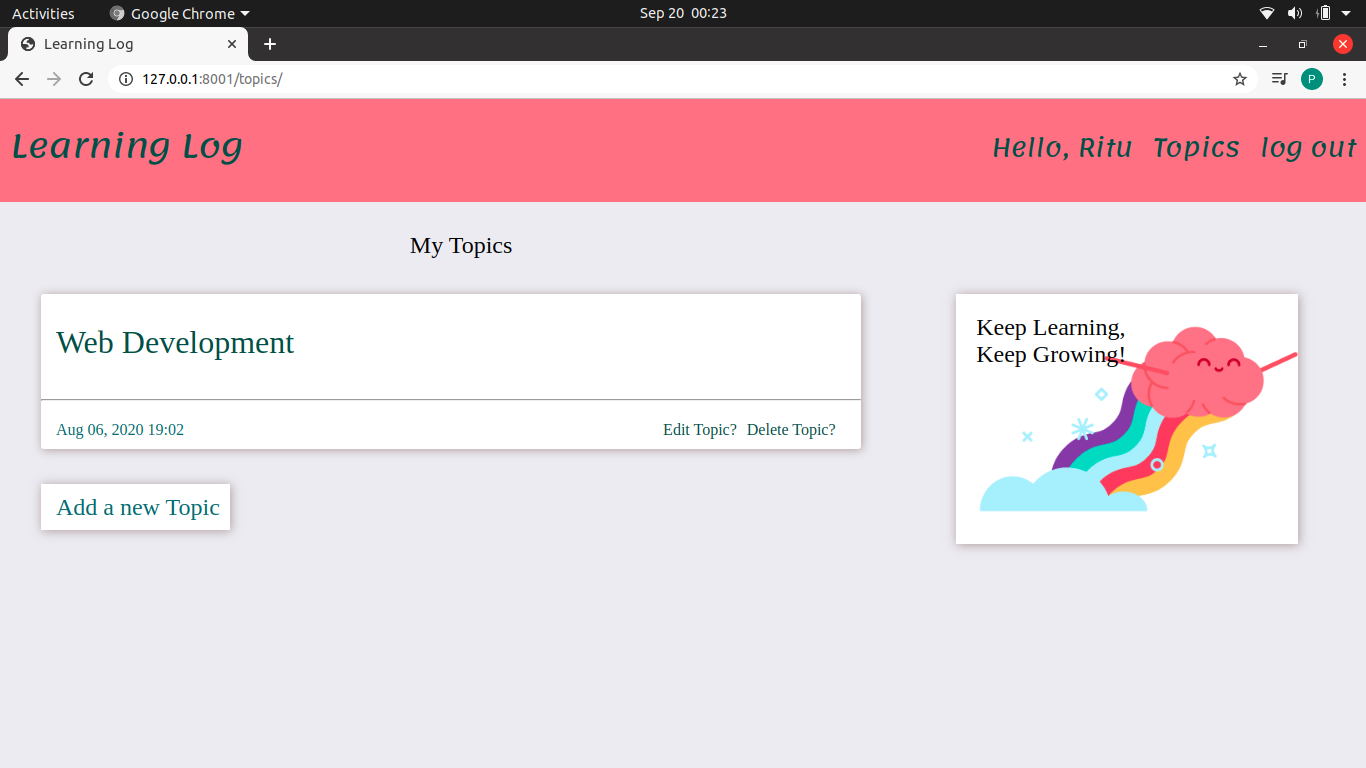 Activities Google Chrome Sep 20 00:23
Learning Log
127.0.0.1:8001/topics/ P
Learning Log Hello, Ritu Topics log out
My Topics
Web Development
Aug 06, 2020 19:02 Edit Topic? Delete Topic?
Add a new Topic
Keep Learning,
Keep Growing!